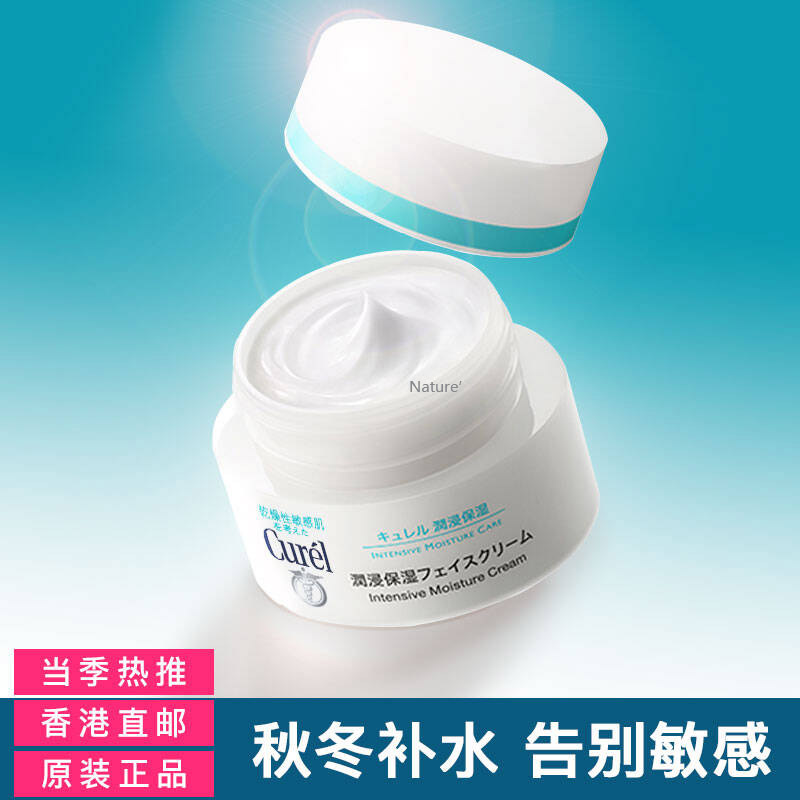 Nature'
乾燥性敏感肌
を考えた
Curél
キュレル 潤浸保湿
INTENSIVE MOISTURE CARE
潤浸保湿フェイスクリーム
Intensive Moisture Cream
当季热推
香港直邮
原装正品
秋冬补水 告别敏感